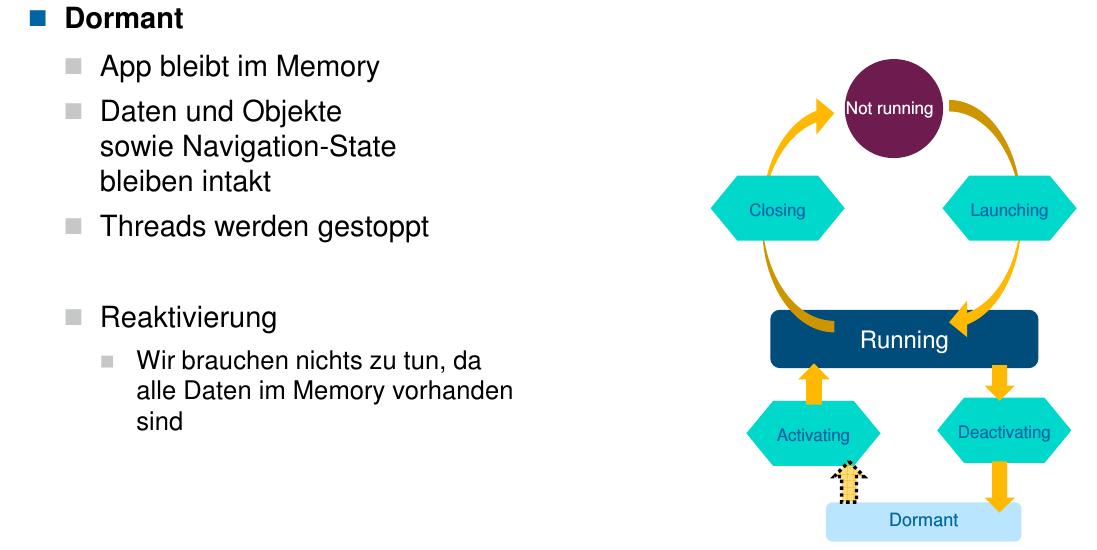 Dormant
App bleibt im Memory
Daten und Objekte
sowie Navigation-State
bleiben intakt
Threads werden gestoppt
Reaktivierung
Wir brauchen nichts zu tun, da
alle Daten im Memory vorhanden
sind
Not running
Closing
Launching
Running
Activating
Deactivating
Dormant